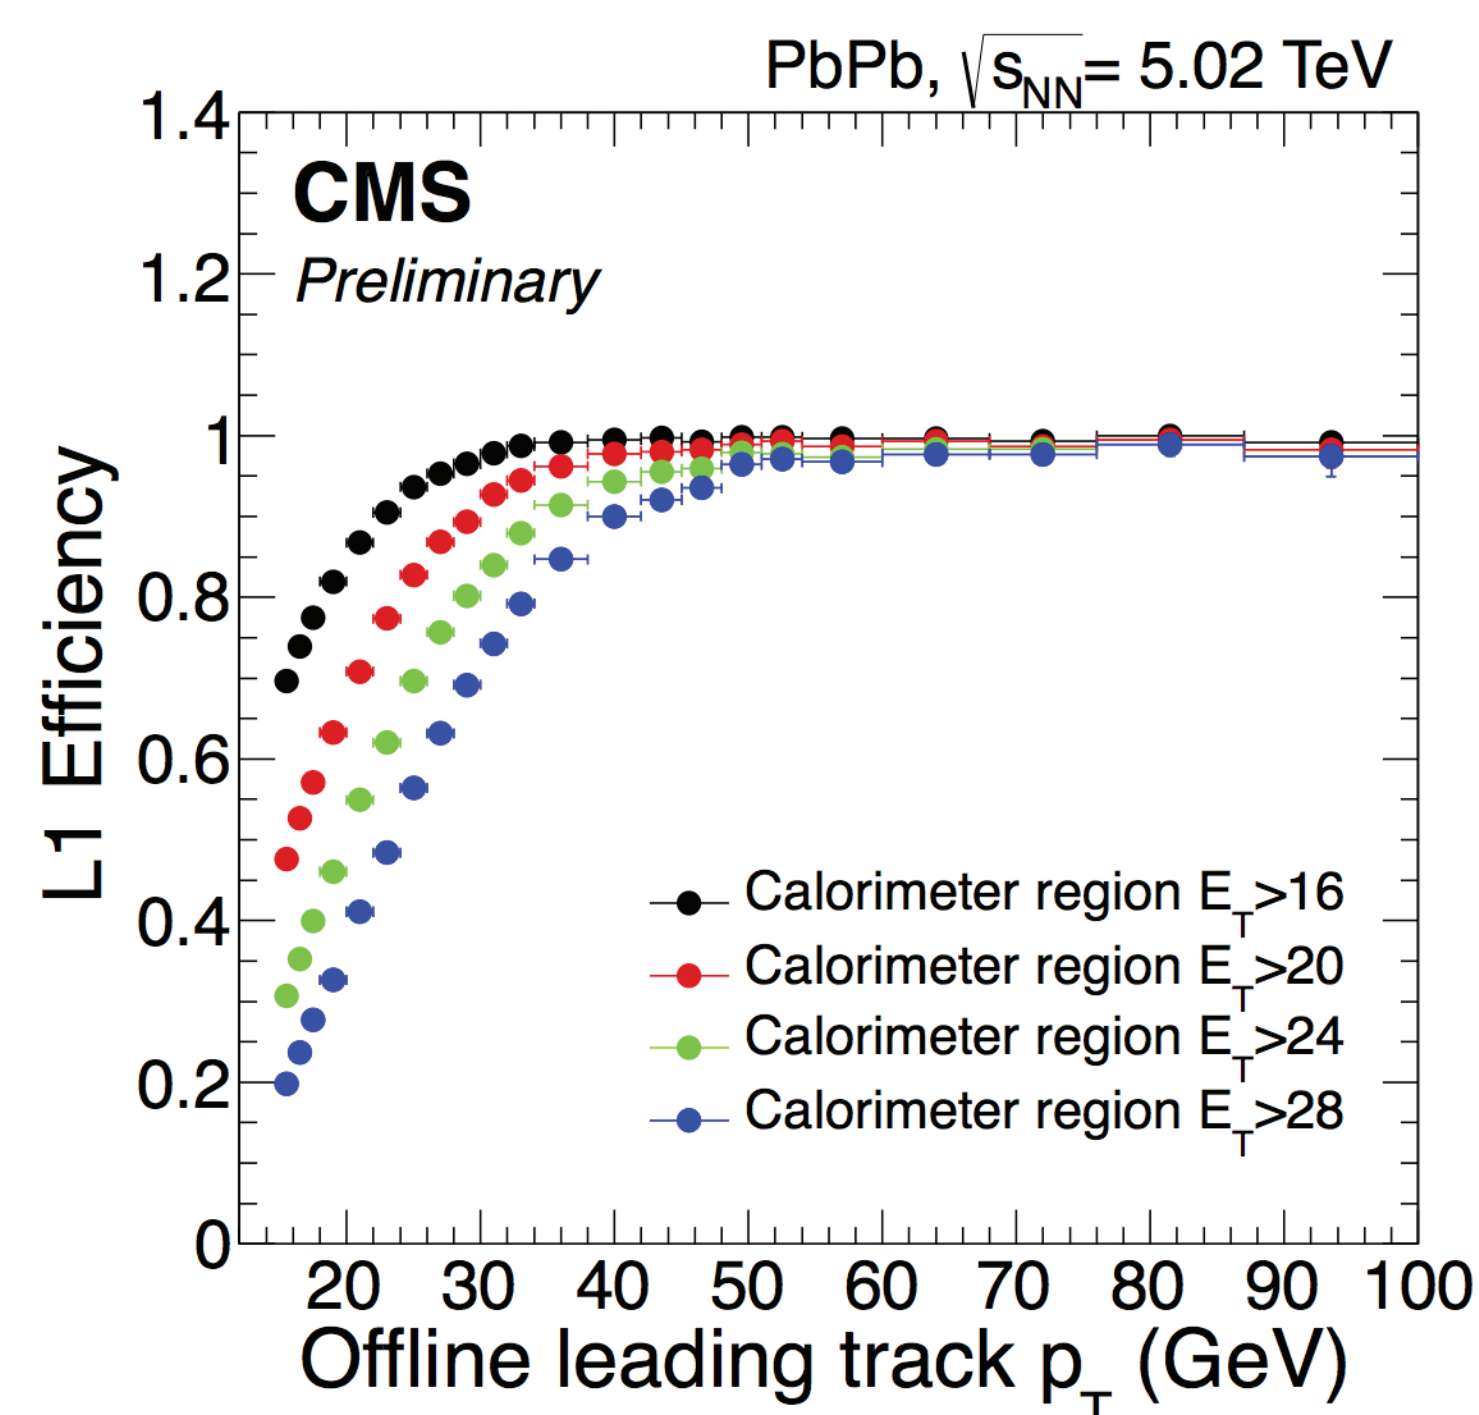 PbPb, √sNN= 5.02 TeV
CMS
Preliminary
L1 Efficiency
1.4
1.2
1
0.8
0.6
0.4
0.2
0
Calorimeter region ET>16
Calorimeter region ET>20
Calorimeter region ET>24
Calorimeter region ET>28
20 30 40 50 60 70 80 90 100
Offline leading track pT (GeV)